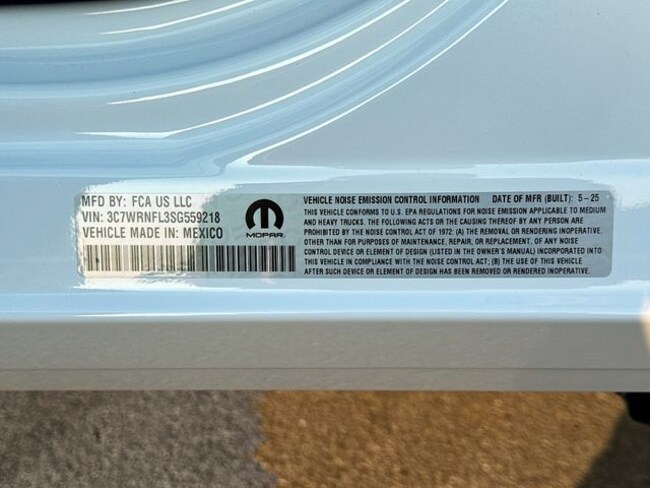 MFD BY: FCA US LLC
VIN: 3C7WRNFL3SG559218
VEHICLE MADE IN: MEXICO
MOPAR
VEHICLE NOISE EMISSION CONTROL INFORMATION DATE OF MFR (BUILT): 5-25
THIS VEHICLE CONFORMS TO U.S. EPA REGULATIONS FOR NOISE EMISSION APPLICABLE TO MEDIUM
AND HEAVY TRUCKS. THE FOLLOWING ACTS OR THE CAUSING THEREOF BY ANY PERSON ARE
PROHIBITED BY THE NOISE CONTROL ACT OF 1972: (A) THE REMOVAL OR RENDERING INOPERATIVE,
OTHER THAN FOR PURPOSES OF MAINTENANCE, REPAIR, OR REPLACEMENT, OF ANY NOISE
CONTROL DEVICE OR ELEMENT OF DESIGN (LISTED IN THE OWNER'S MANUAL) INCORPORATED INTO
THIS VEHICLE IN COMPLIANCE WITH THE NOISE CONTROL ACT; (B) THE USE OF THIS VEHICLE
AFTER SUCH DEVICE OR ELEMENT OF DESIGN HAS BEEN REMOVED OR RENDERED INOPERATIVE.